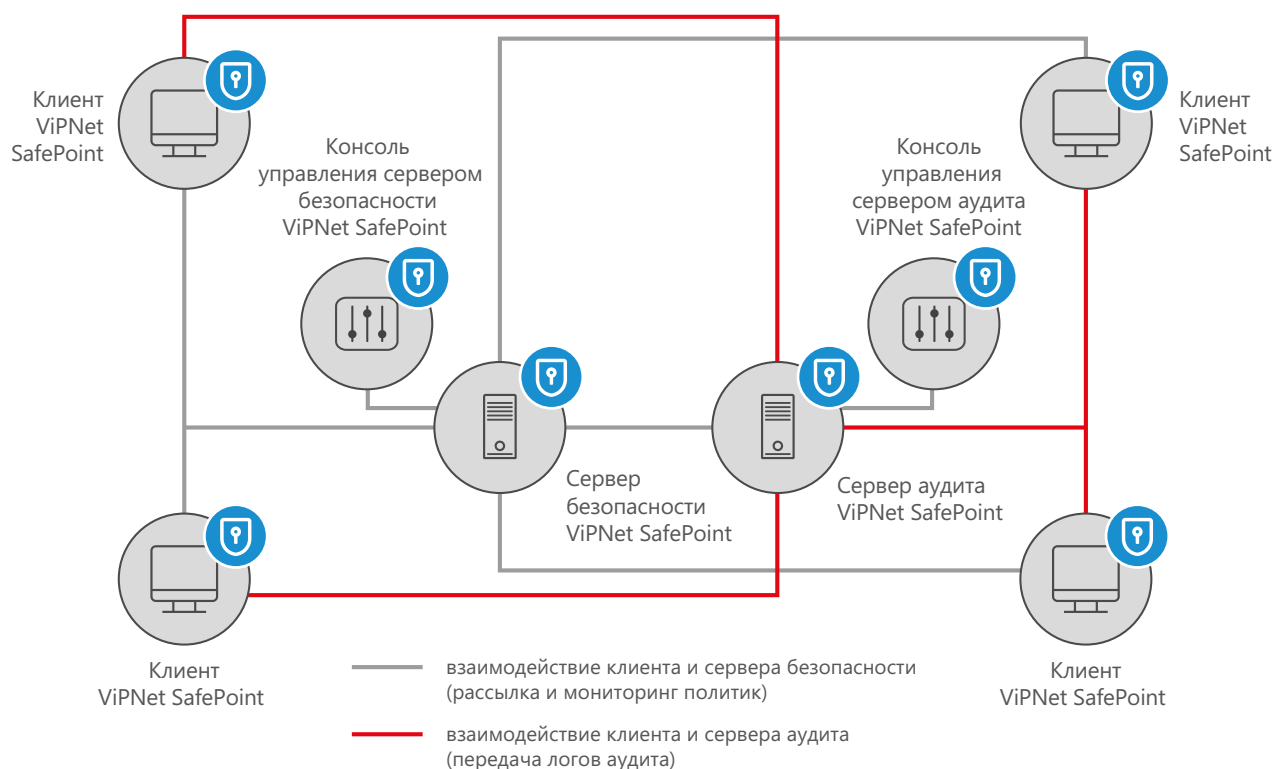 Клиент
ViPNet
SafePoint
Консоль
управления сервером
безопасности
ViPNet SafePoint
Консоль
управления
сервером аудита
ViPNet SafePoint
Клиент
ViPNet
SafePoint
Сервер
безопасности
ViPNet SafePoint
Сервер аудита
ViPNet SafePoint
Клиент
ViPNet SafePoint
Клиент
ViPNet SafePoint
взаимодействие клиента и сервера безопасности
(рассылка и мониторинг политик)
взаимодействие клиента и сервера аудита
(передача логов аудита)